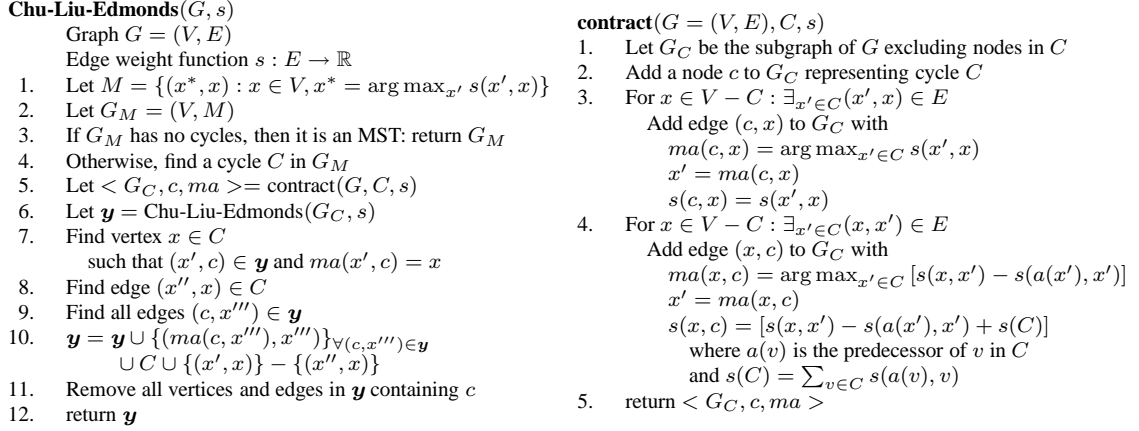 Chu-Liu-Edmonds(G, s)
Graph G = (V, E)
Edge weight function s : E → ℝ
1. Let M = {(x*, x) : x ∈ V, x* = arg max_{x′} s(x′, x)}
2. Let G_M = (V, M)
3. If G_M has no cycles, then it is an MST: return G_M
4. Otherwise, find a cycle C in G_M
5. Let < G_C, c, ma >= contract(G, C, s)
6. Let y = Chu-Liu-Edmonds(G_C, s)
7. Find vertex x ∈ C
such that (x′, c) ∈ y and ma(x′, c) = x
8. Find edge (x′′, x) ∈ C
9. Find all edges (c, x′′′) ∈ y
10. y = y ∪ {(ma(c, x′′′), x′′′)}_{∀(c,x′′′)∈y}
∪ C ∪ {(x′, x)} − {(x′′, x)}
11. Remove all vertices and edges in y containing c
12. return y
contract(G = (V, E), C, s)
1. Let G_C be the subgraph of G excluding nodes in C
2. Add a node c to G_C representing cycle C
3. For x ∈ V − C : ∃_{x′∈C}(x′, x) ∈ E
Add edge (c, x) to G_C with
ma(c, x) = arg max_{x′∈C} s(x′, x)
x′ = ma(c, x)
s(c, x) = s(x′, x)
4. For x ∈ V − C : ∃_{x′∈C}(x, x′) ∈ E
Add edge (x, c) to G_C with
ma(x, c) = arg max_{x′∈C} [s(x, x′) − s(a(x′), x′)]
x′ = ma(x, c)
s(x, c) = [s(x, x′) − s(a(x′), x′) + s(C)]
where a(v) is the predecessor of v in C
and s(C) = ∑_{v∈C} s(a(v), v)
5. return < G_C, c, ma >